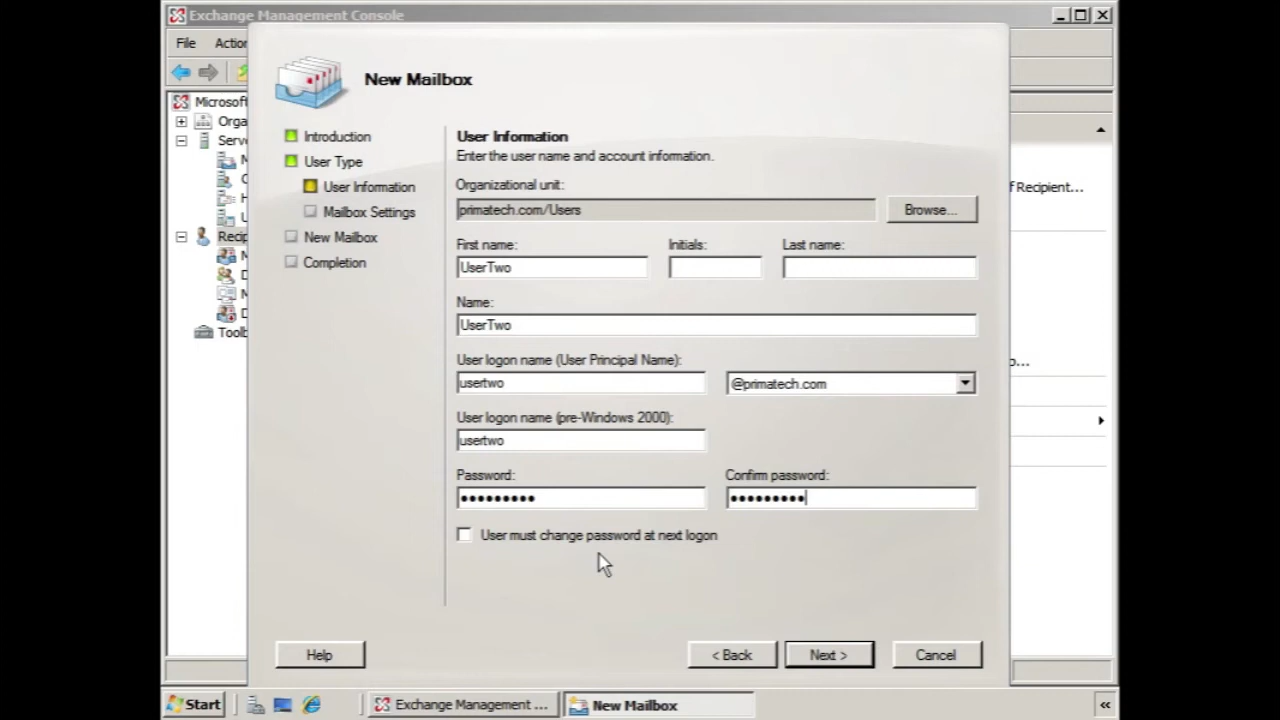 Exchange Management Console
File Action
New Mailbox
Microsoft
Orga
Serv
Recip
Toolb
Introduction
User Type
User Information
Mailbox Settings
New Mailbox
Completion
User Information
Enter the user name and account information.
Organizational unit:
primatech.com/Users
Browse...
First name: Initials: Last name:
UserTwo
Name:
UserTwo
User logon name (User Principal Name):
usertwo @primatech.com
User logon name (pre-Windows 2000):
usertwo
Password: Confirm password:
••••••••• •••••••••
User must change password at next logon
f Recipient...
o...
Help < Back Next > Cancel
Start Exchange Management ... New Mailbox «